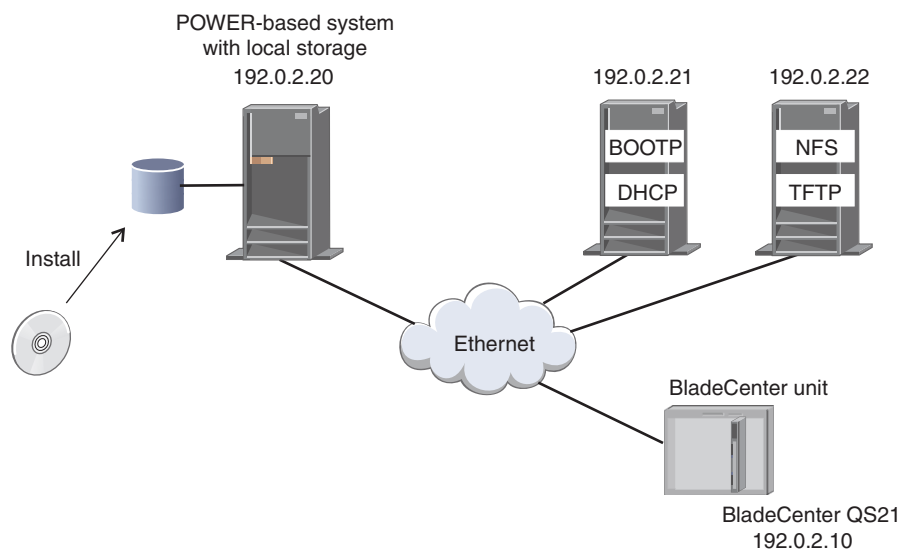 POWER-based system
with local storage
192.0.2.20
192.0.2.21
192.0.2.22
BOOTP
DHCP
NFS
TFTP
Install
Ethernet
BladeCenter unit
BladeCenter QS21
192.0.2.10